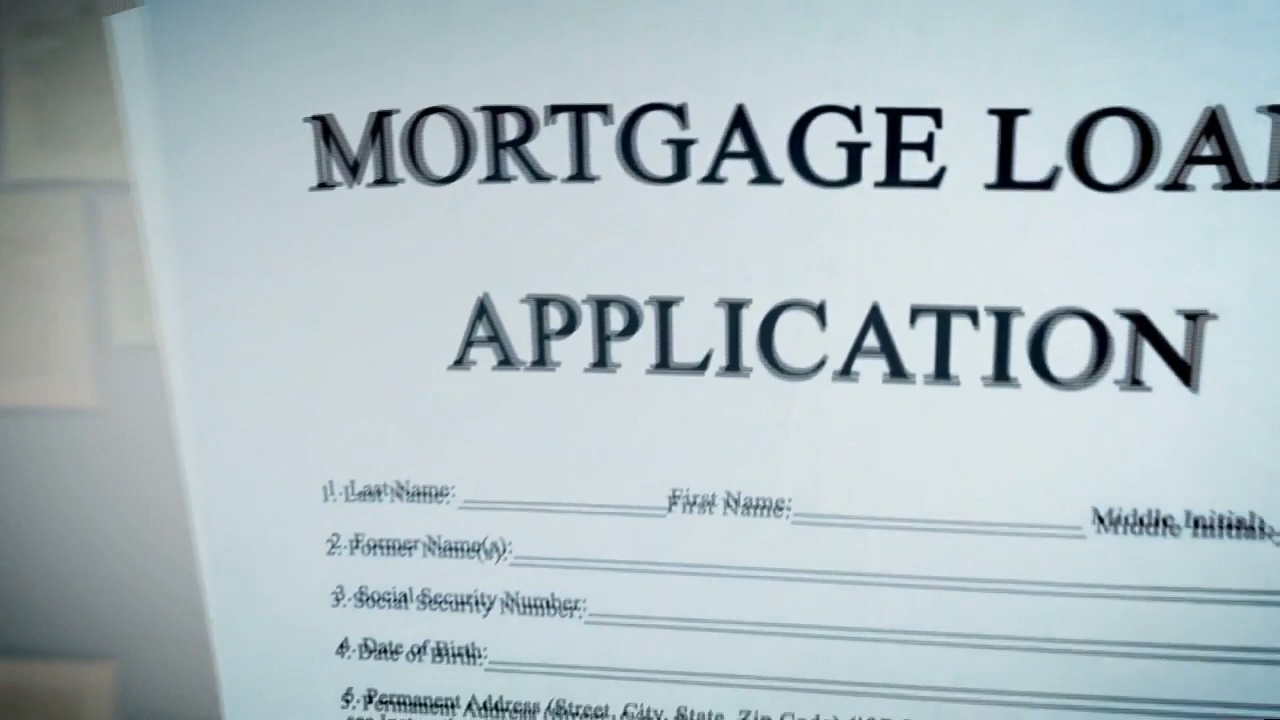 MORTGAGE LOAN
APPLICATION
1. Last Name: First Name: Middle Initial:
2. Former Name(s):
3. Social Security Number:
4. Date of Birth:
5. Permanent Address (Street, City, State, Zip Code)